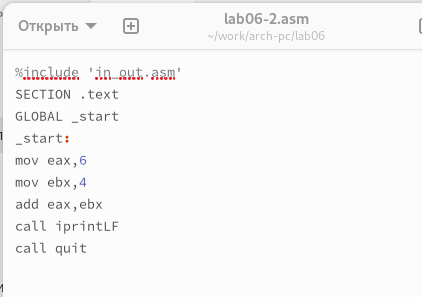 Открыть
lab06-2.asm
~/work/arch-pc/lab06
%include 'in_out.asm'
SECTION .text
GLOBAL _start
_start:
mov eax,6
mov ebx,4
add eax,ebx
call iprintLF
call quit